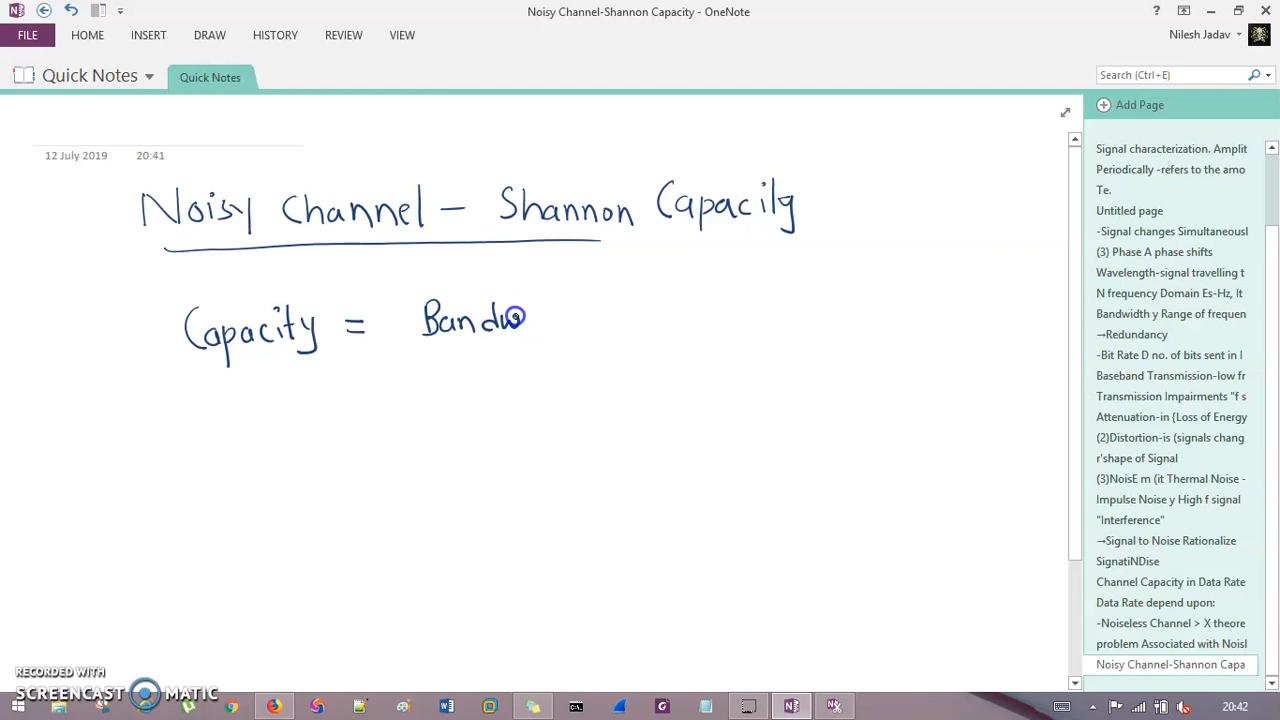 Noisy Channel-Shannon Capacity - OneNote
FILE HOME INSERT DRAW HISTORY REVIEW VIEW
Nilesh Jadav
Quick Notes
Quick Notes
Search (Ctrl+E)
Add Page
12 July 2019 20:41
Noisy Channel - Shannon Capacity
Capacity = Bandw
Signal characterization. Amplit
Periodically -refers to the amo
Te.
Untitled page
-Signal changes Simultaneousl
(3) Phase A phase shifts
Wavelength-signal travelling t
N frequency Domain Es-Hz, It
Bandwidth y Range of frequen
→Redundancy
-Bit Rate D no. of bits sent in l
Baseband Transmission-low fr
Transmission Impairments "f s
Attenuation-in {Loss of Energy
(2)Distortion-is (signals chang
r'shape of Signal
(3)NoisE m (it Thermal Noise -
Impulse Noise y High f signal
"Interference"
→Signal to Noise Rationalize
SignatiNDise
Channel Capacity in Data Rate
Data Rate depend upon:
-Noiseless Channel > X theore
problem Associated with Noisl
Noisy Channel-Shannon Capa
RECORDED WITH
SCREENCAST MATIC
20:42